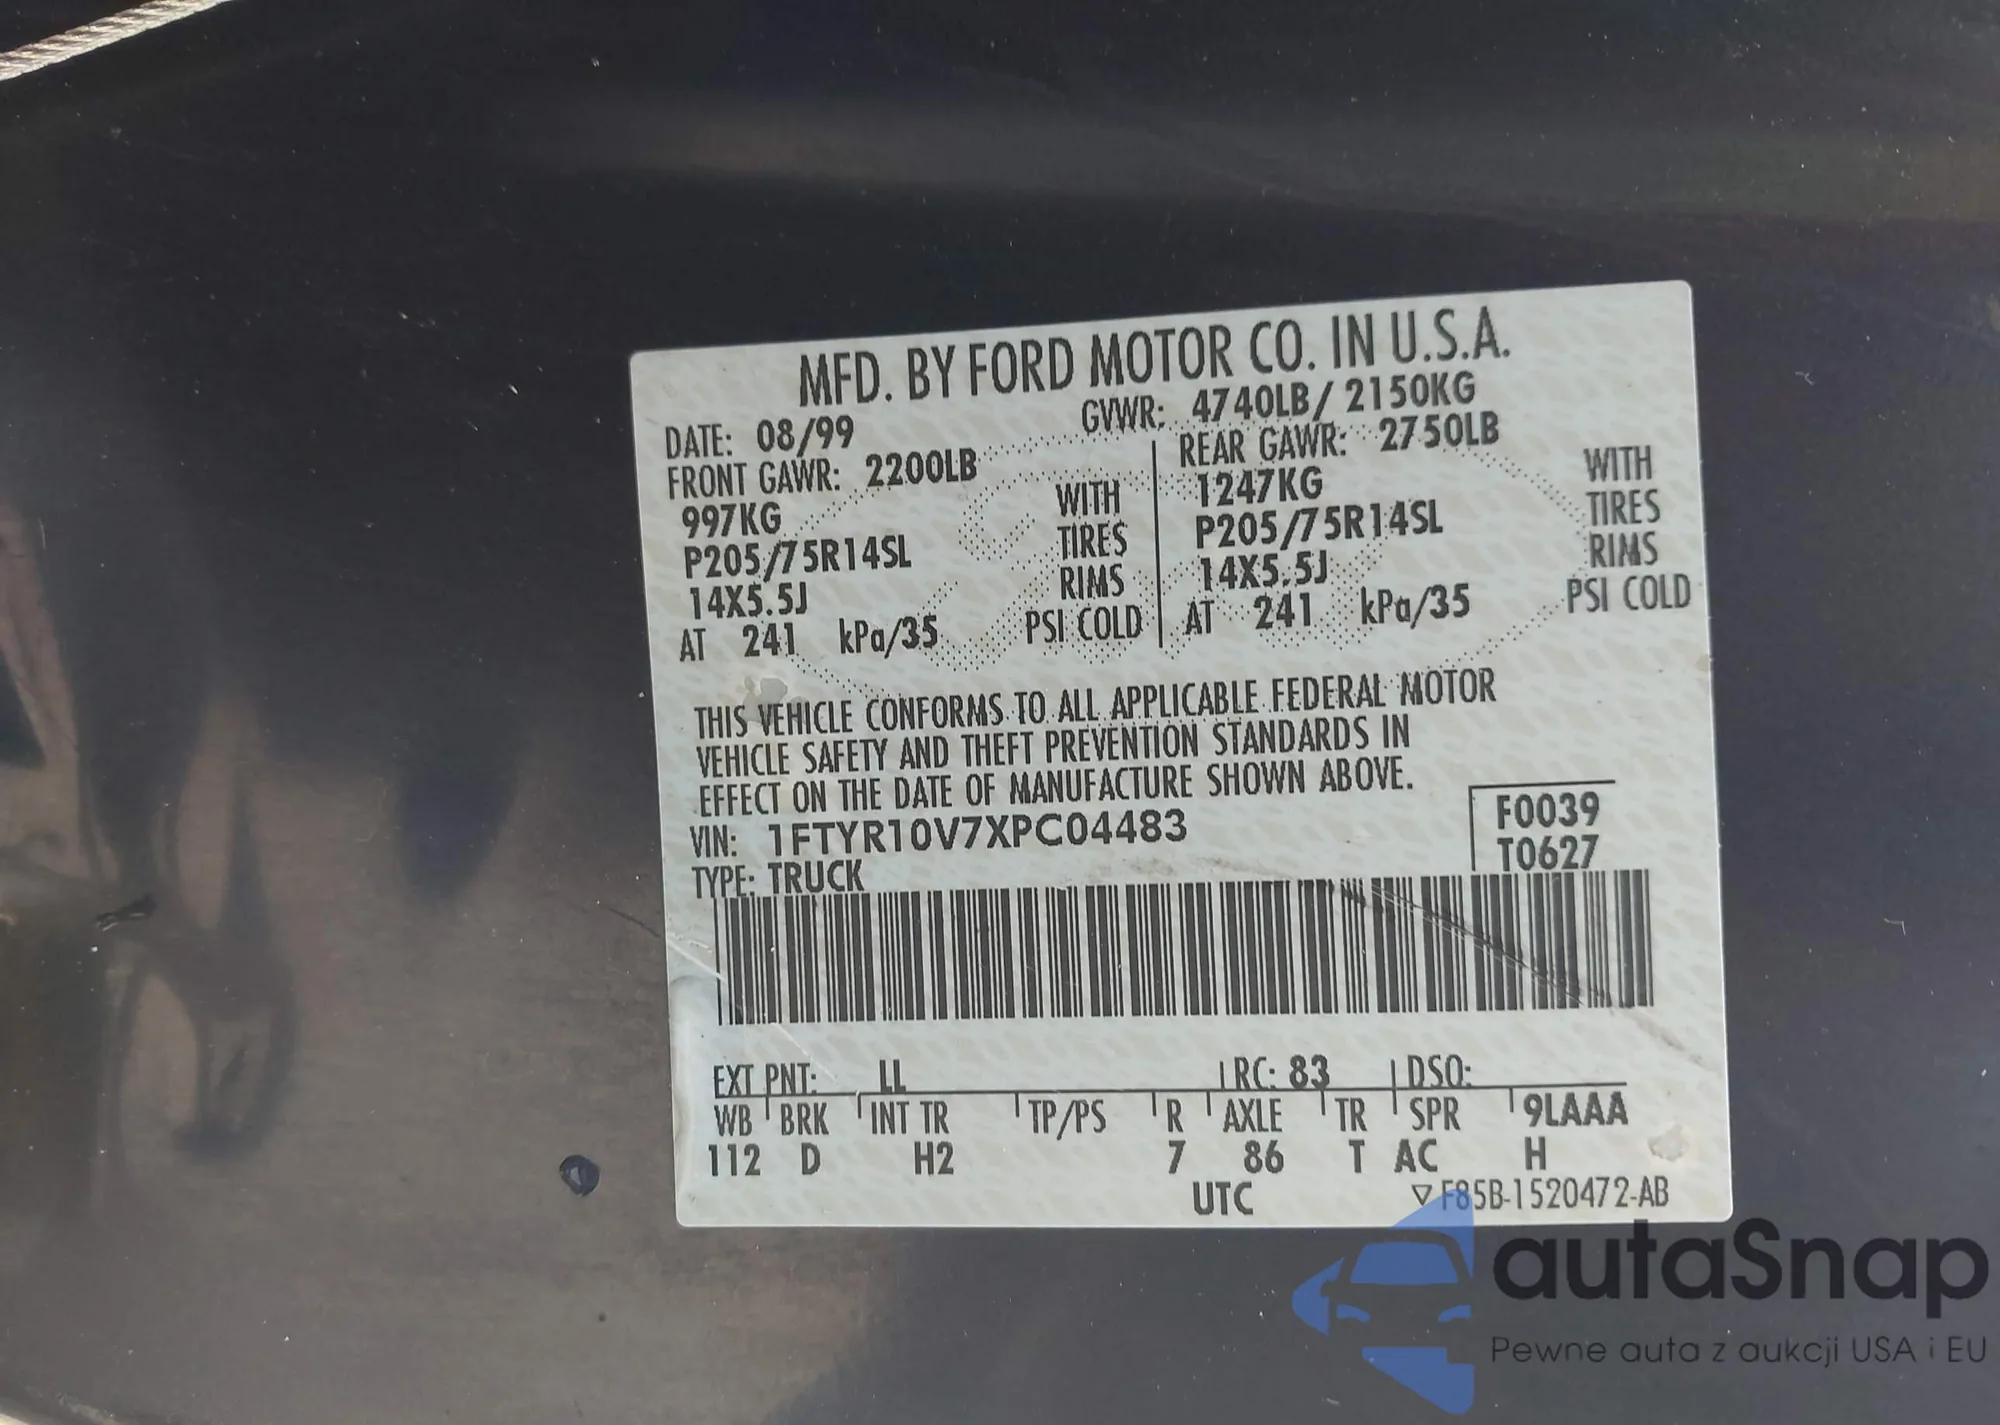 MFD. BY FORD MOTOR CO. IN U.S.A.
DATE: 08/99 GVWR: 4740LB/ 2150KG
FRONT GAWR: 2200LB REAR GAWR: 2750LB
997KG WITH 1247KG WITH
P205/75R14SL TIRES P205/75R14SL TIRES
14X5.5J RIMS 14X5.5J RIMS
AT 241 kPa/35 PSI COLD AT 241 kPa/35 PSI COLD
THIS VEHICLE CONFORMS TO ALL APPLICABLE FEDERAL MOTOR
VEHICLE SAFETY AND THEFT PREVENTION STANDARDS IN
EFFECT ON THE DATE OF MANUFACTURE SHOWN ABOVE.
VIN: 1FTYR10V7XPC04483 F0039
TYPE: TRUCK T0627
EXT PNT: LL RC: 83 DSO:
WB BRK INT TR TP/PS R AXLE TR SPR 9LAAA
112 D H2 7 86 T AC H
UTC F85B-1520472-AB
autaSnap
Pewne auta z aukcji USA i EU